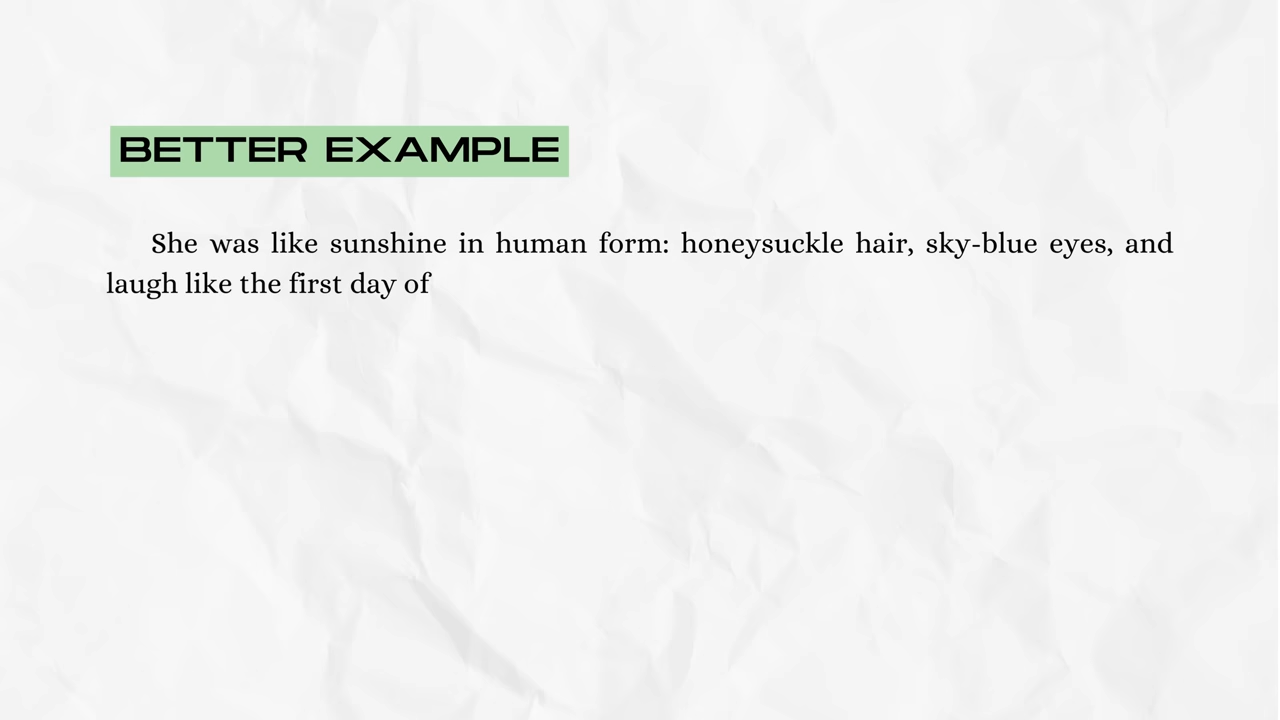 BETTER EXAMPLE
She was like sunshine in human form: honeysuckle hair, sky-blue eyes, and
laugh like the first day of